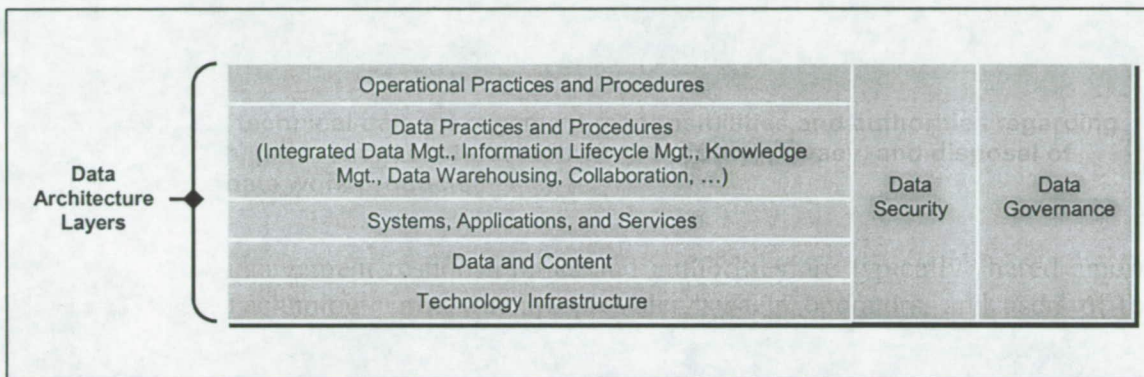 Data
Architecture
Layers
Operational Practices and Procedures
Data Practices and Procedures
(Integrated Data Mgt., Information Lifecycle Mgt., Knowledge
Mgt., Data Warehousing, Collaboration, ...)
Systems, Applications, and Services
Data and Content
Technology Infrastructure
Data
Security
Data
Governance